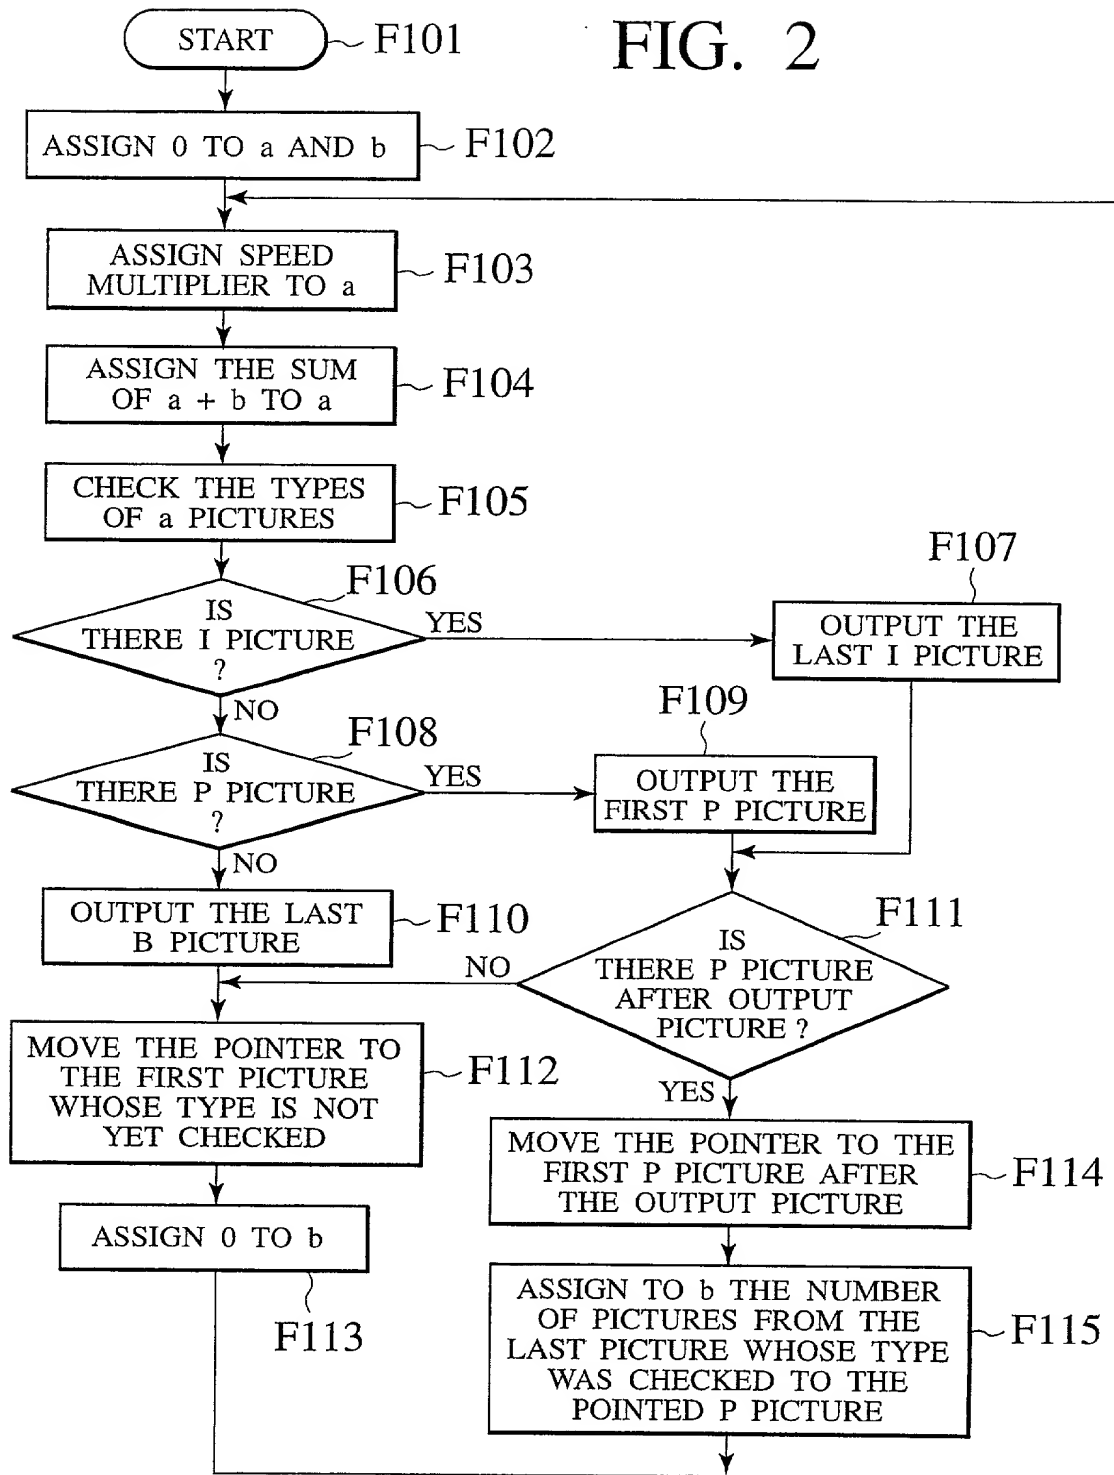 FIG. 2
START
F101
ASSIGN 0 TO a AND b
F102
ASSIGN SPEED
MULTIPLIER TO a
F103
ASSIGN THE SUM
OF a + b TO a
F104
CHECK THE TYPES
OF a PICTURES
F105
F106
IS
THERE I PICTURE
?
YES
NO
F107
OUTPUT THE
LAST I PICTURE
F108
IS
THERE P PICTURE
?
YES
NO
F109
OUTPUT THE
FIRST P PICTURE
OUTPUT THE LAST
B PICTURE
F110
F111
IS
THERE P PICTURE
AFTER OUTPUT
PICTURE ?
NO
YES
MOVE THE POINTER TO
THE FIRST PICTURE
WHOSE TYPE IS NOT
YET CHECKED
F112
ASSIGN 0 TO b
F113
MOVE THE POINTER TO THE
FIRST P PICTURE AFTER
THE OUTPUT PICTURE
F114
ASSIGN TO b THE NUMBER
OF PICTURES FROM THE
LAST PICTURE WHOSE TYPE
WAS CHECKED TO THE
POINTED P PICTURE
F115